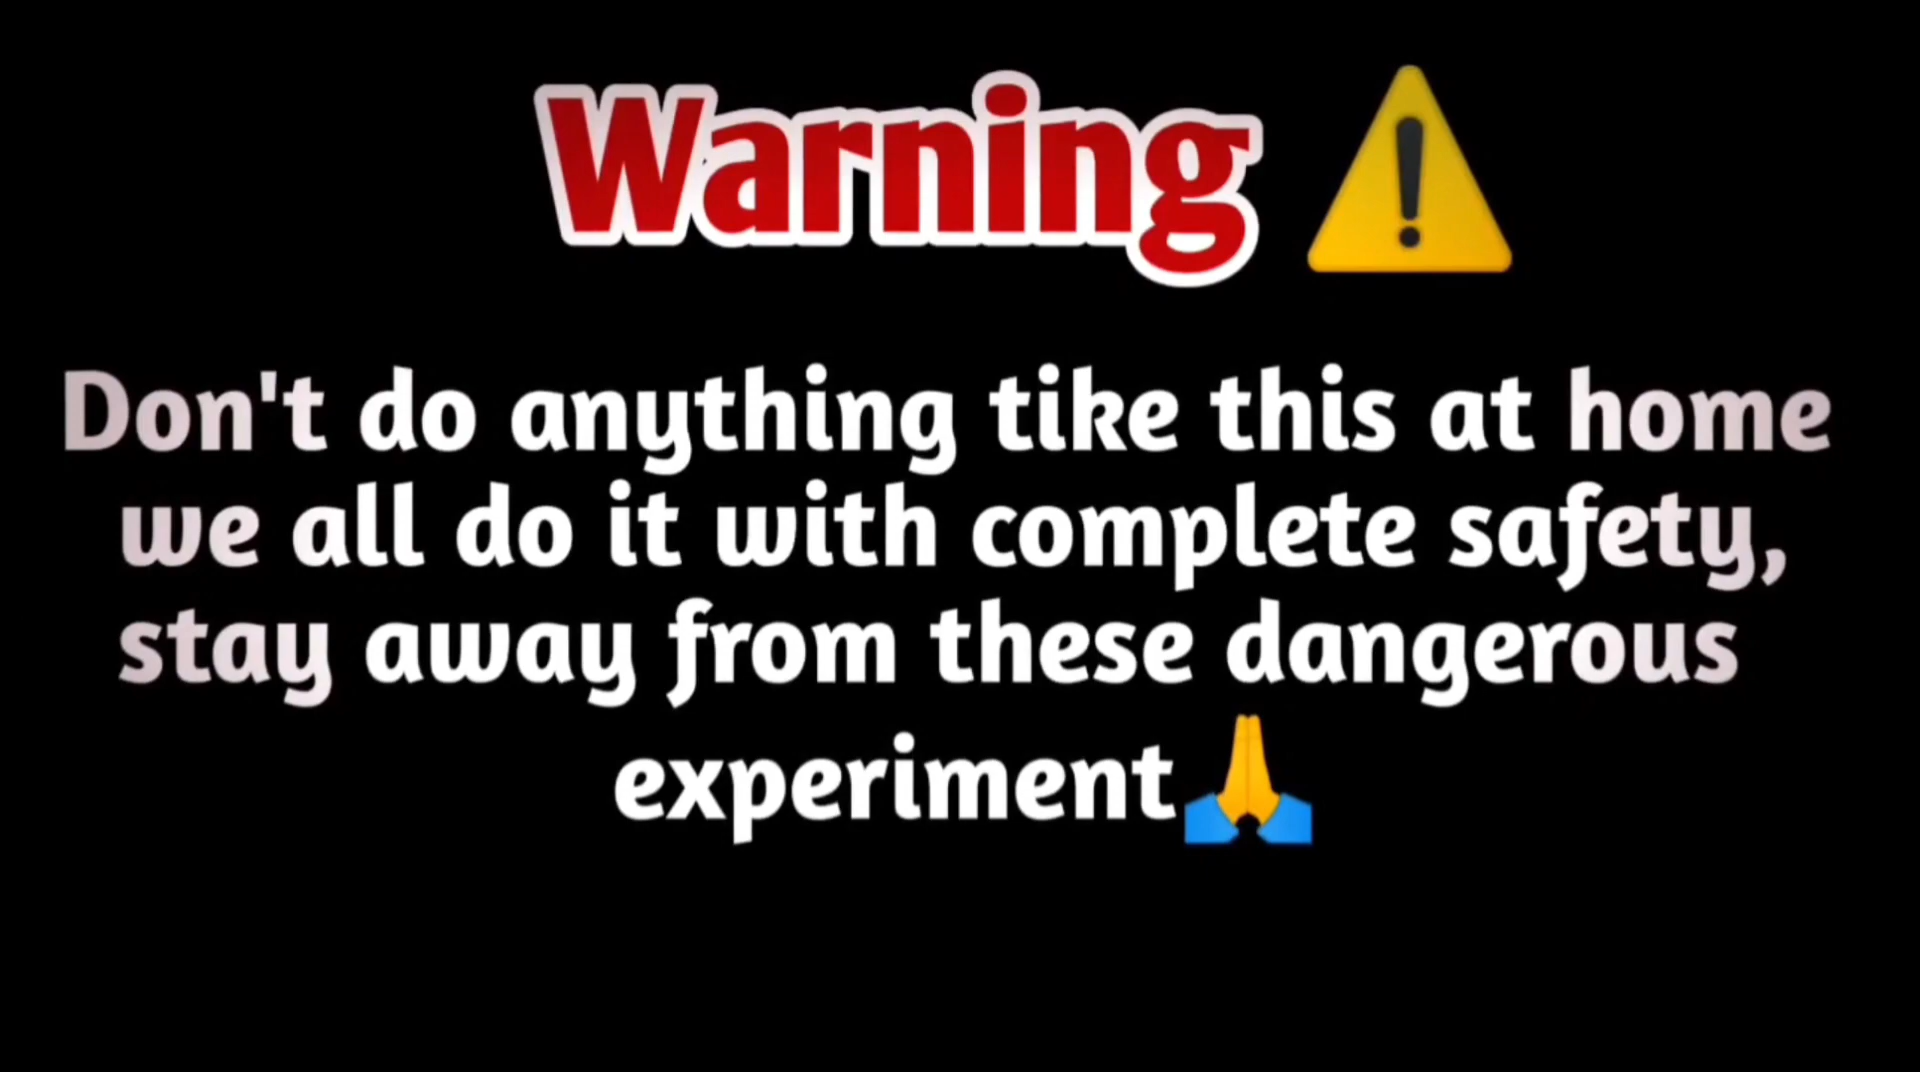 Warning ⚠️
Don't do anything tike this at home
we all do it with complete safety,
stay away from these dangerous
experiment🙏